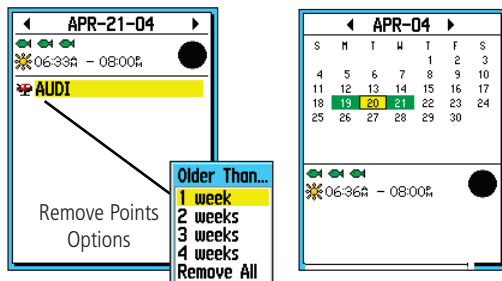 APR-21-04
06:33A - 08:00P
AUDI
Older Than...
1 week
2 weeks
3 weeks
4 weeks
Remove All
Remove Points
Options
APR-04
S M T W T F S
1 2 3
4 5 6 7 8 9 10
11 12 13 14 15 16 17
18 19 20 21 22 23 24
25 26 27 28 29 30
06:36A - 08:00P